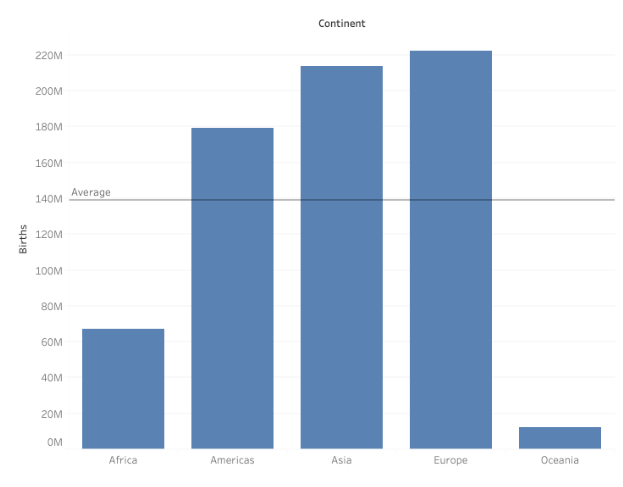 Continent
220M
200M
180M
160M
Average
140M
Births
120M
100M
80M
60M
40M
20M
0M
Africa Americas Asia Europe Oceania